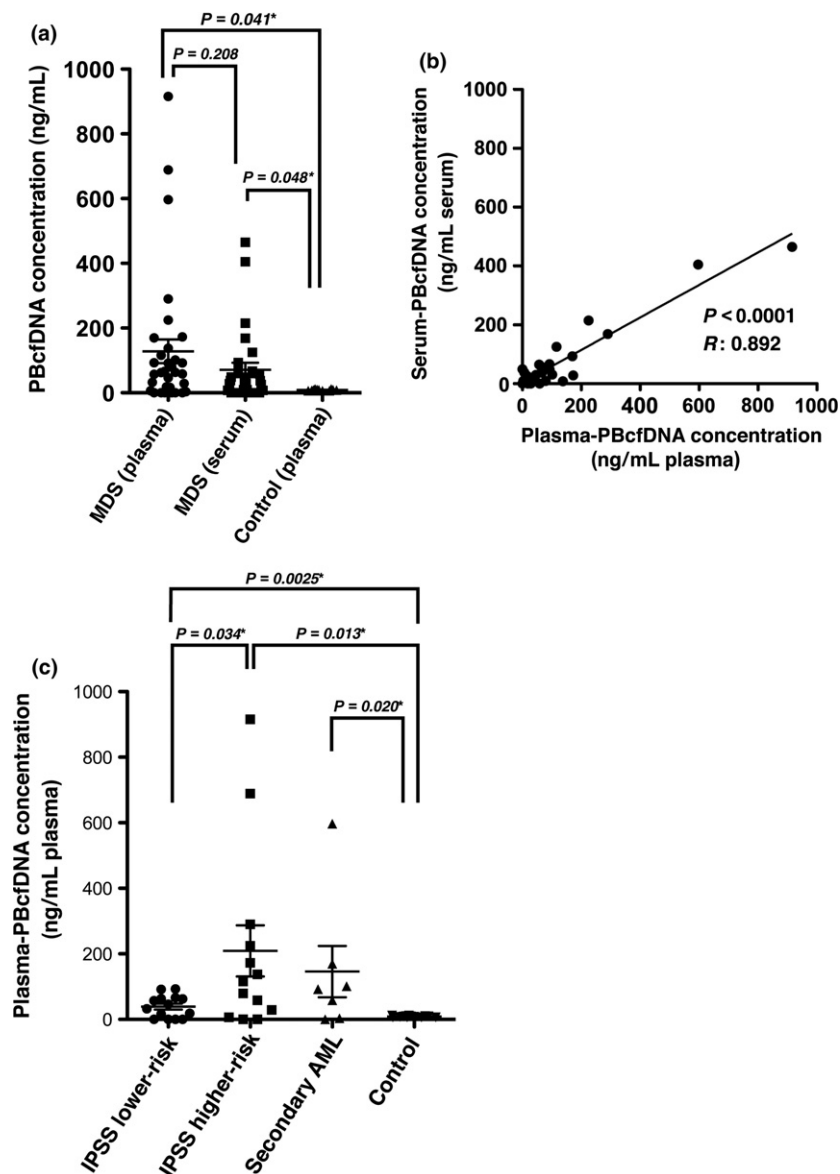 (a)
P = 0.041*
P = 0.208
P = 0.048*
PBcfDNA concentration (ng/mL)
1000
800
600
400
200
0
MDS (plasma)
MDS (serum)
Control (plasma)
(b)
Serum-PBcfDNA concentration
(ng/mL serum)
1000
800
600
400
200
0
P < 0.0001
R: 0.892
0 200 400 600 800 1000
Plasma-PBcfDNA concentration
(ng/mL plasma)
(c)
P = 0.0025*
P = 0.034*
P = 0.013*
P = 0.020*
Plasma-PBcfDNA concentration
(ng/mL plasma)
1000
800
600
400
200
0
IPSS lower-risk
IPSS higher-risk
Secondary AML
Control